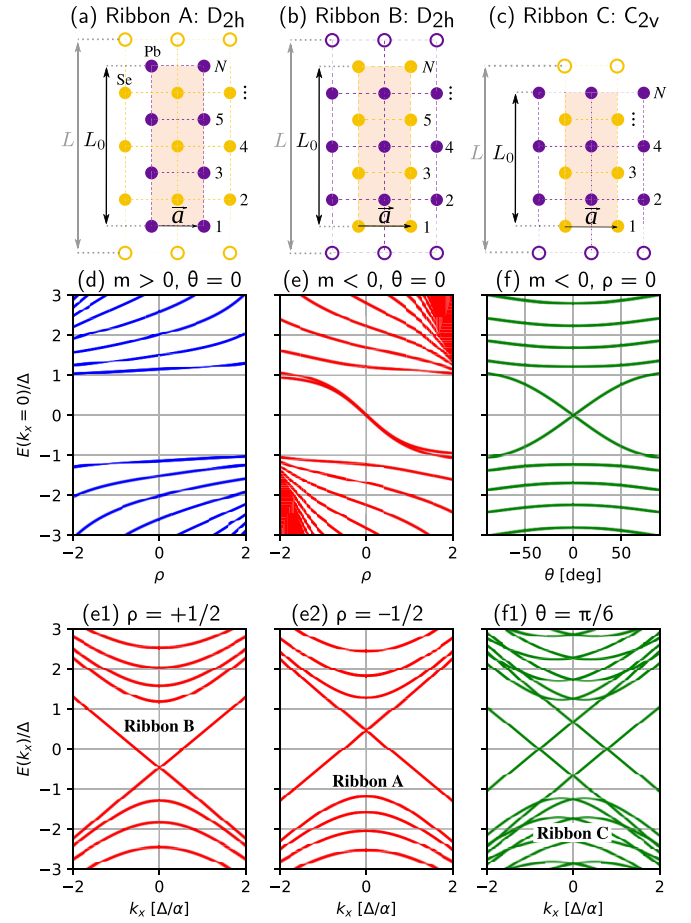 (a) Ribbon A: D2h
(b) Ribbon B: D2h
(c) Ribbon C: C2v
Pb
Se
N
⋯
5
4
3
2
1
L
L0
a⃗
N
⋯
5
4
3
2
1
L
L0
a⃗
N
⋯
3
2
1
L
L0
a⃗
(d) m > 0, θ = 0
(e) m < 0, θ = 0
(f) m < 0, ρ = 0
E(kx = 0)/Δ
3
2
1
0
−1
−2
−3
−2 0 2
−2 0 2
−50 0 50
ρ
ρ
θ [deg]
(e1) ρ = +1/2
(e2) ρ = −1/2
(f1) θ = π/6
E(kx)/Δ
3
2
1
0
−1
−2
−3
Ribbon B
Ribbon A
Ribbon C
−2 0 2
−2 0 2
−2 0 2
kx [Δ/α]
kx [Δ/α]
kx [Δ/α]